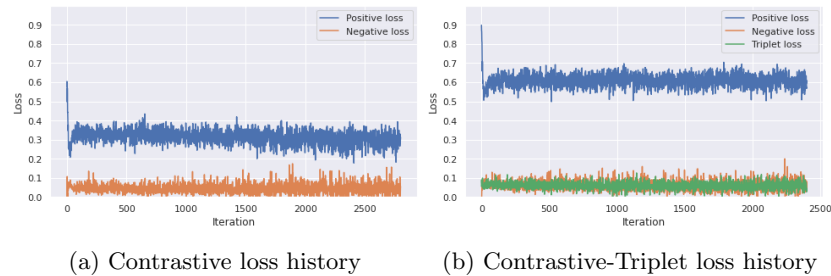 0.9
0.8
0.7
0.6
0.5
0.4
0.3
0.2
0.1
0.0
Loss
Positive loss
Negative loss
0 500 1000 1500 2000 2500
Iteration
(a) Contrastive loss history
0.9
0.8
0.7
0.6
0.5
0.4
0.3
0.2
0.1
0.0
Loss
Positive loss
Negative loss
Triplet loss
0 500 1000 1500 2000 2500
Iteration
(b) Contrastive-Triplet loss history